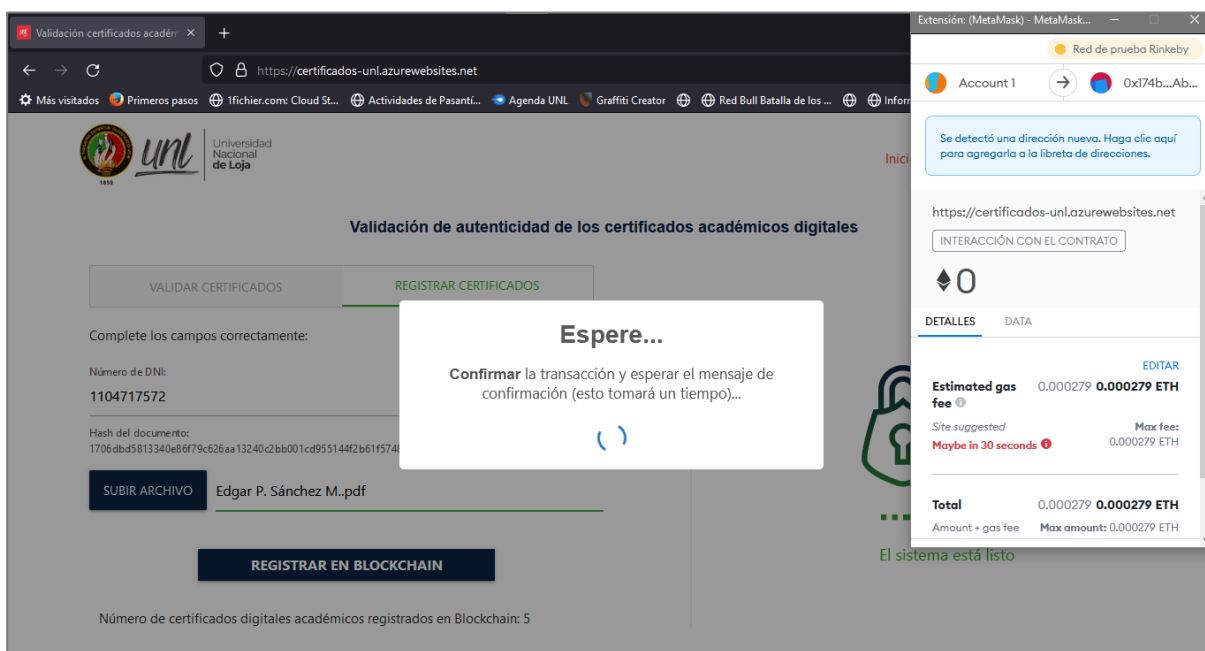 Validación certificados académ
https://certificados-unl.azurewebsites.net
Más visitados Primeros pasos 1fichier.com: Cloud St... Actividades de Pasantí... Agenda UNL Graffiti Creator Red Bull Batalla de los ... Inform
unl
Universidad
Nacional
de Loja
1859
Inici
Validación de autenticidad de los certificados académicos digitales
VALIDAR CERTIFICADOS REGISTRAR CERTIFICADOS
Complete los campos correctamente:
Número de DNI:
1104717572
Hash del documento:
1706dbd5813340e86f79c626aa13240c2bb001cd955144f2b61f5748
SUBIR ARCHIVO Edgar P. Sánchez M..pdf
REGISTRAR EN BLOCKCHAIN
Número de certificados digitales académicos registrados en Blockchain: 5
El sistema está listo
Espere...
Confirmar la transacción y esperar el mensaje de
confirmación (esto tomará un tiempo)...
Extensión: (MetaMask) - MetaMask...
Red de prueba Rinkeby
Account 1 0x174b...Ab...
Se detectó una dirección nueva. Haga clic aquí
para agregarla a la libreta de direcciones.
https://certificados-unl.azurewebsites.net
INTERACCIÓN CON EL CONTRATO
0
DETALLES DATA
EDITAR
Estimated gas 0.000279 0.000279 ETH
fee
Site suggested Max fee:
Maybe in 30 seconds 0.000279 ETH
Total 0.000279 0.000279 ETH
Amount + gas fee Max amount: 0.000279 ETH